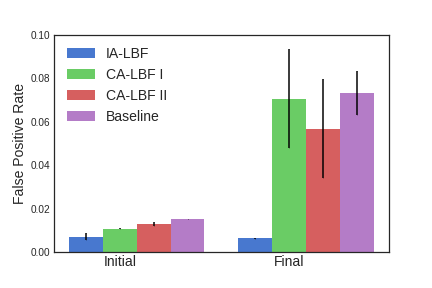 0.10
0.08
0.06
0.04
0.02
0.00
False Positive Rate
IA-LBF
CA-LBF I
CA-LBF II
Baseline
Initial
Final